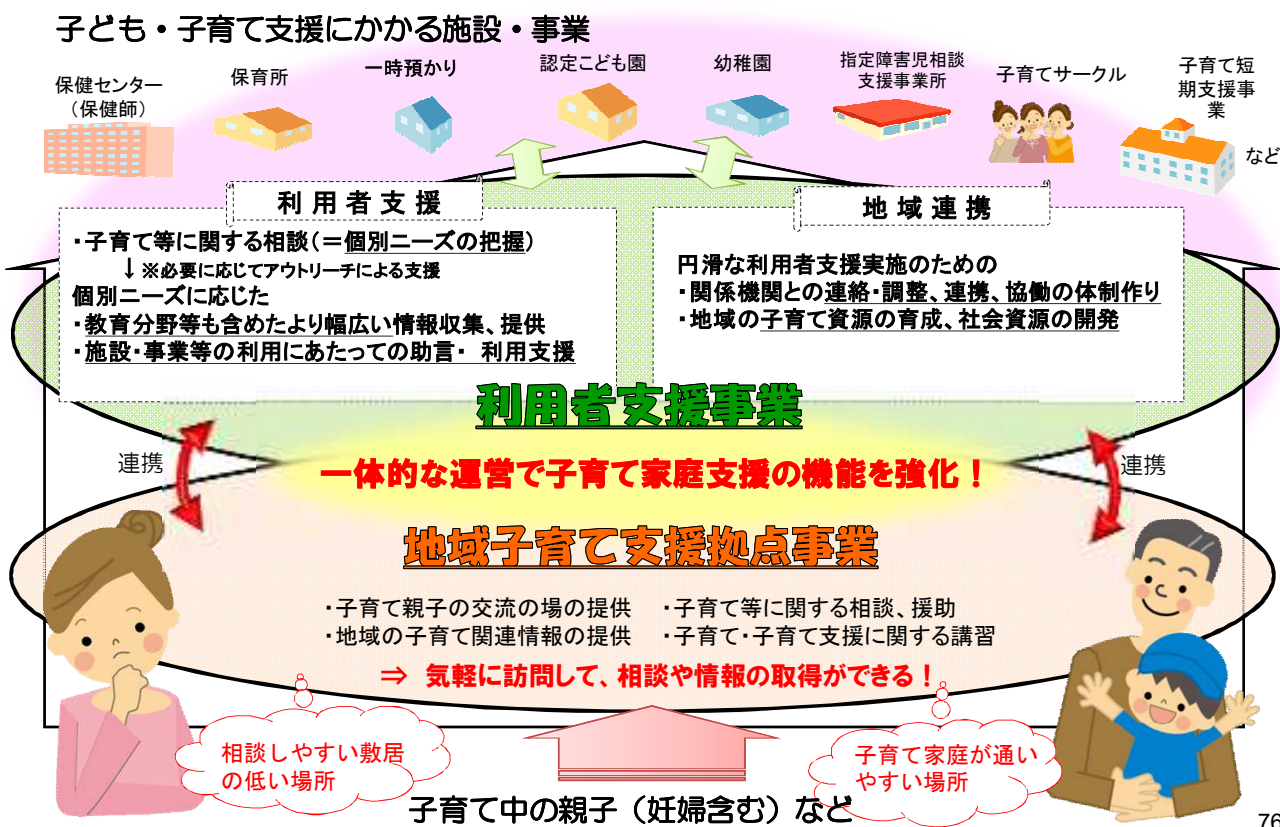 子ども・子育て支援にかかる施設・事業
保健センター
（保健師）
保育所
一時預かり
認定こども園
幼稚園
指定障害児相談
支援事業所
子育てサークル
子育て短
期支援事
業
など
利用者支援
・子育て等に関する相談（＝個別ニーズの把握）
↓※必要に応じてアウトリーチによる支援
個別ニーズに応じた
・教育分野等も含めたより幅広い情報収集、提供
・施設・事業等の利用にあたっての助言・ 利用支援
地域連携
円滑な利用者支援実施のための
・関係機関との連絡・調整、連携、協働の体制作り
・地域の子育て資源の育成、社会資源の開発
利用者支援事業
連携
一体的な運営で子育て家庭支援の機能を強化！
連携
地域子育て支援拠点事業
・子育て親子の交流の場の提供 ・子育て等に関する相談、援助
・地域の子育て関連情報の提供 ・子育て・子育て支援に関する講習
⇒ 気軽に訪問して、相談や情報の取得ができる！
相談しやすい敷居
の低い場所
子育て家庭が通い
やすい場所
子育て中の親子（妊婦含む）など
76